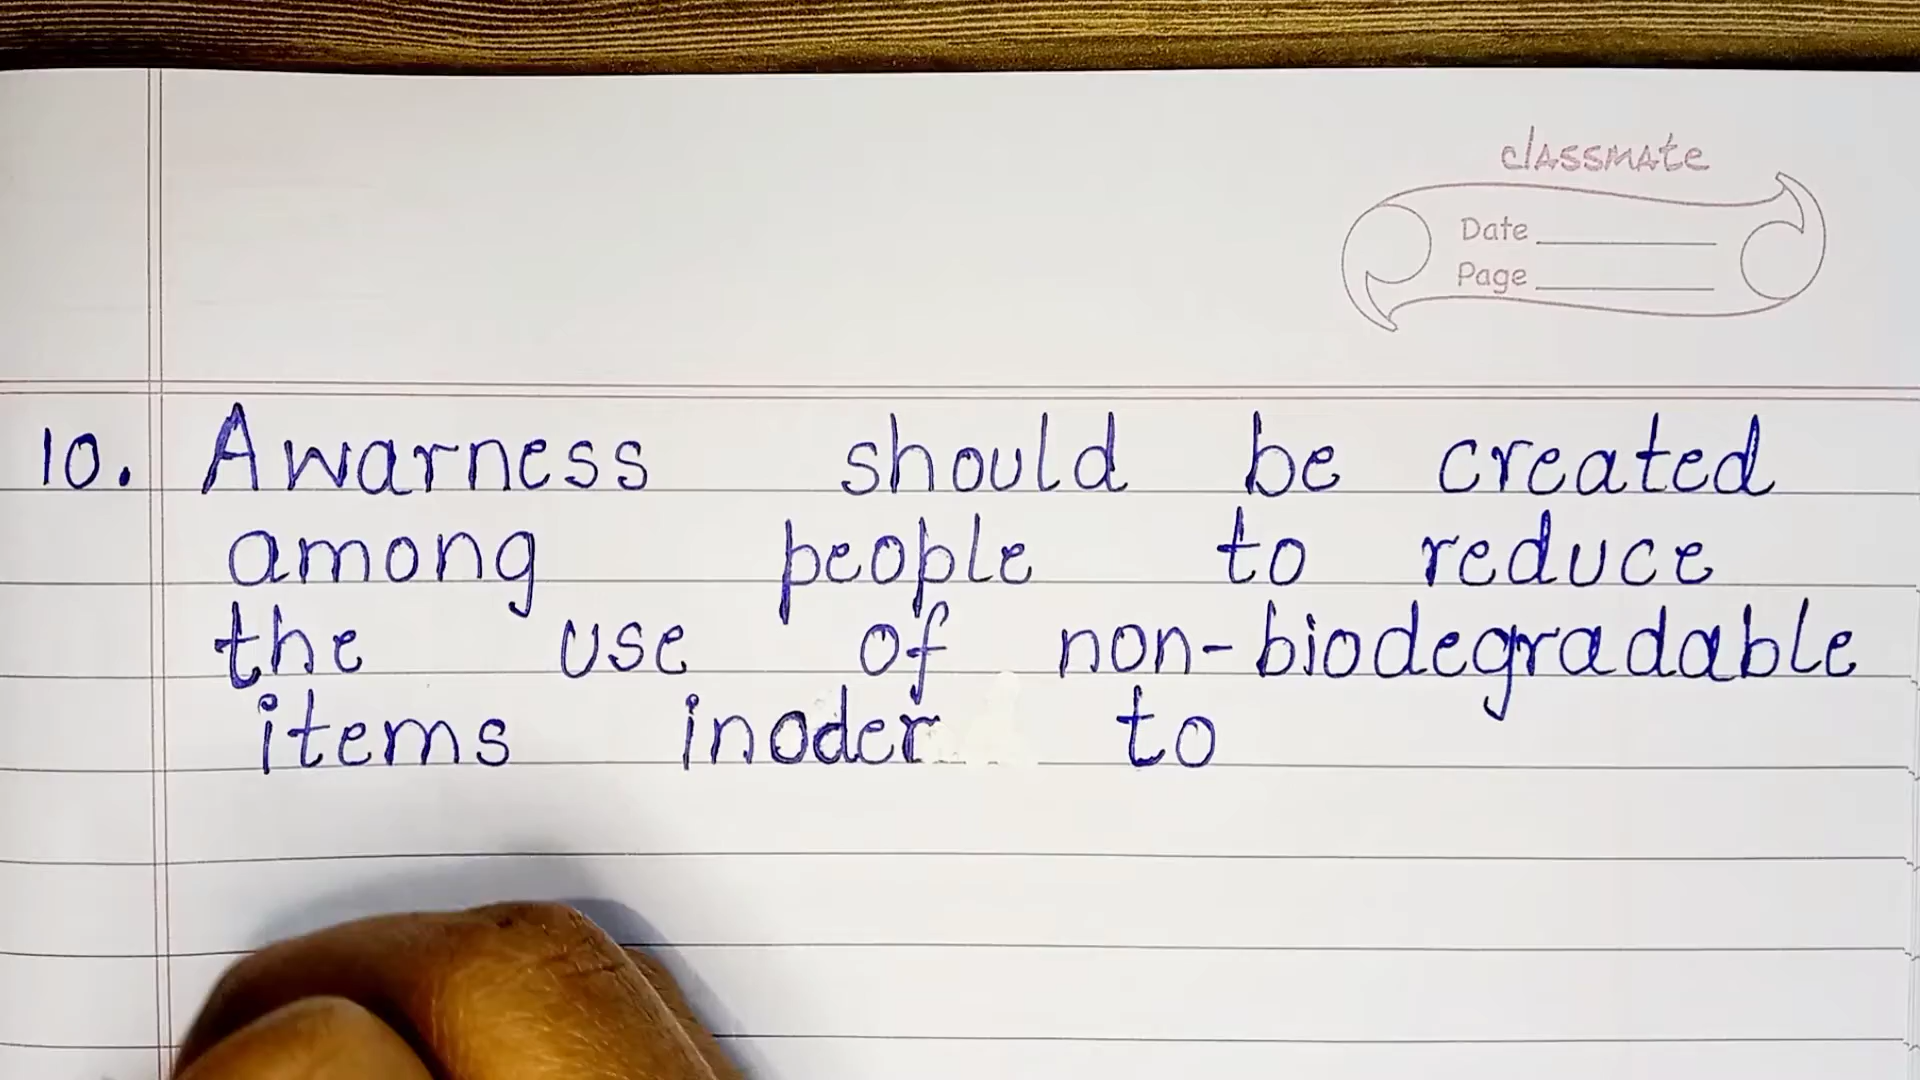 classmate
Date
Page
10. Awarness should be created
among people to reduce
the use of non-biodegradable
items inoder to